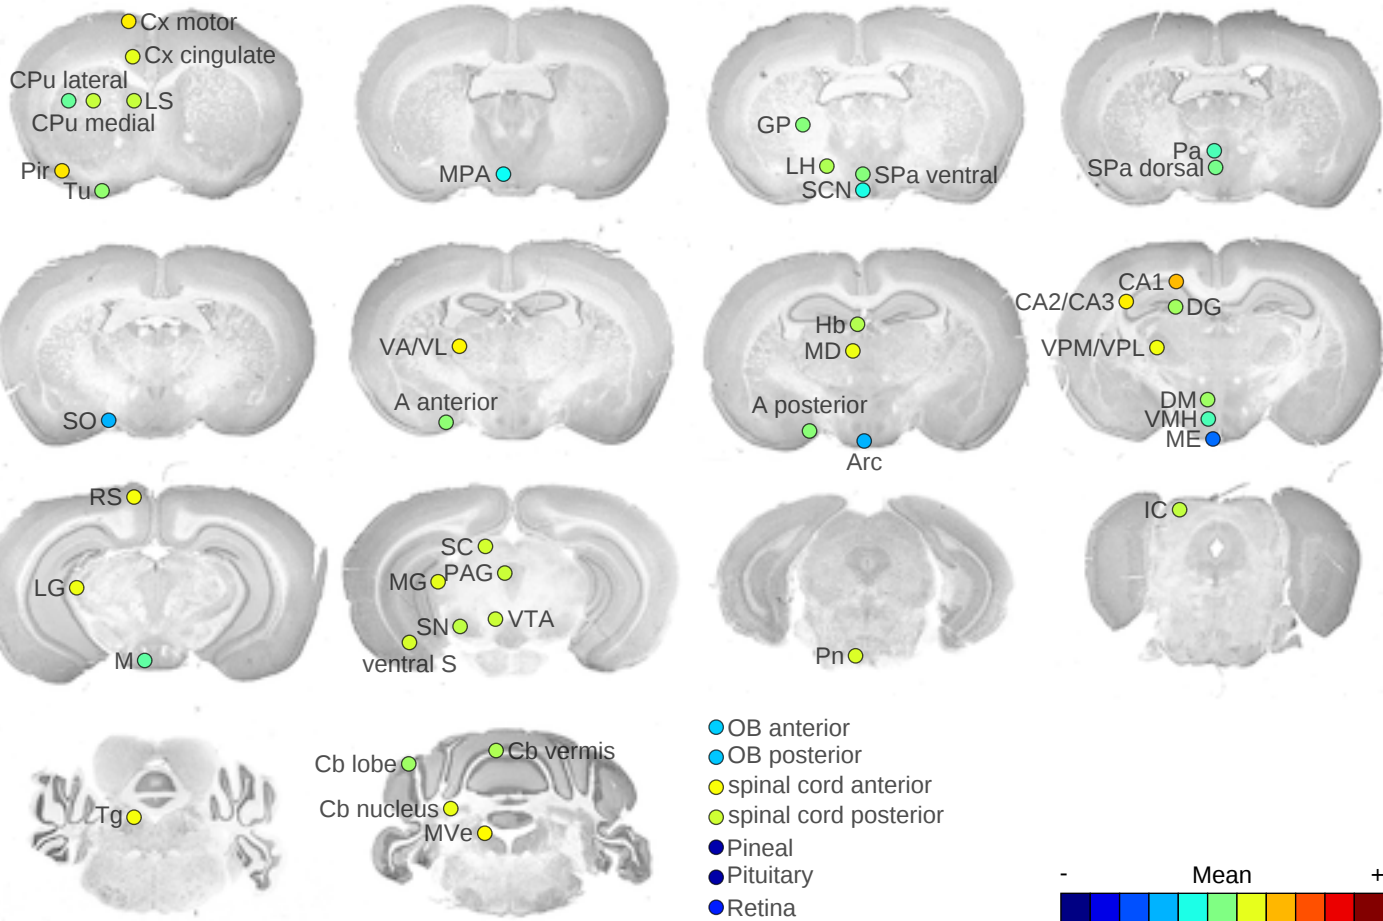 Cx motor
Cx cingulate
CPu lateral
LS
CPu medial
Pir
Tu
MPA
GP
LH
SPa ventral
SCN
Pa
SPa dorsal
SO
VA/VL
A anterior
Hb
MD
A posterior
Arc
CA1
CA2/CA3
DG
VPM/VPL
DM
VMH
ME
RS
LG
M
SC
PAG
MG
VTA
SN
ventral S
Pn
IC
Tg
Cb vermis
Cb lobe
Cb nucleus
MVe
OB anterior
OB posterior
spinal cord anterior
spinal cord posterior
Pineal
Pituitary
Retina
- Mean +